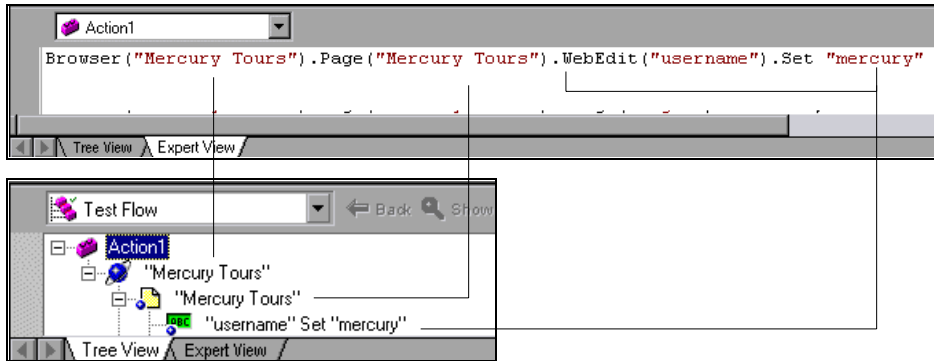 Action1
Browser("Mercury Tours").Page("Mercury Tours").WebEdit("username").Set "mercury"
Tree View Expert View
Test Flow Back Show
Action1
"Mercury Tours"
"Mercury Tours"
ABC "username" Set "mercury"
Tree View Expert View